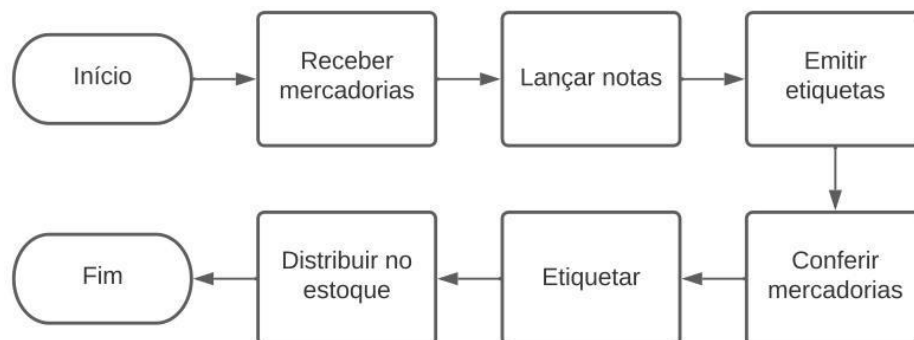 Início
Receber
mercadorias
Lançar notas
Emitir
etiquetas
Conferir
mercadorias
Etiquetar
Distribuir no
estoque
Fim